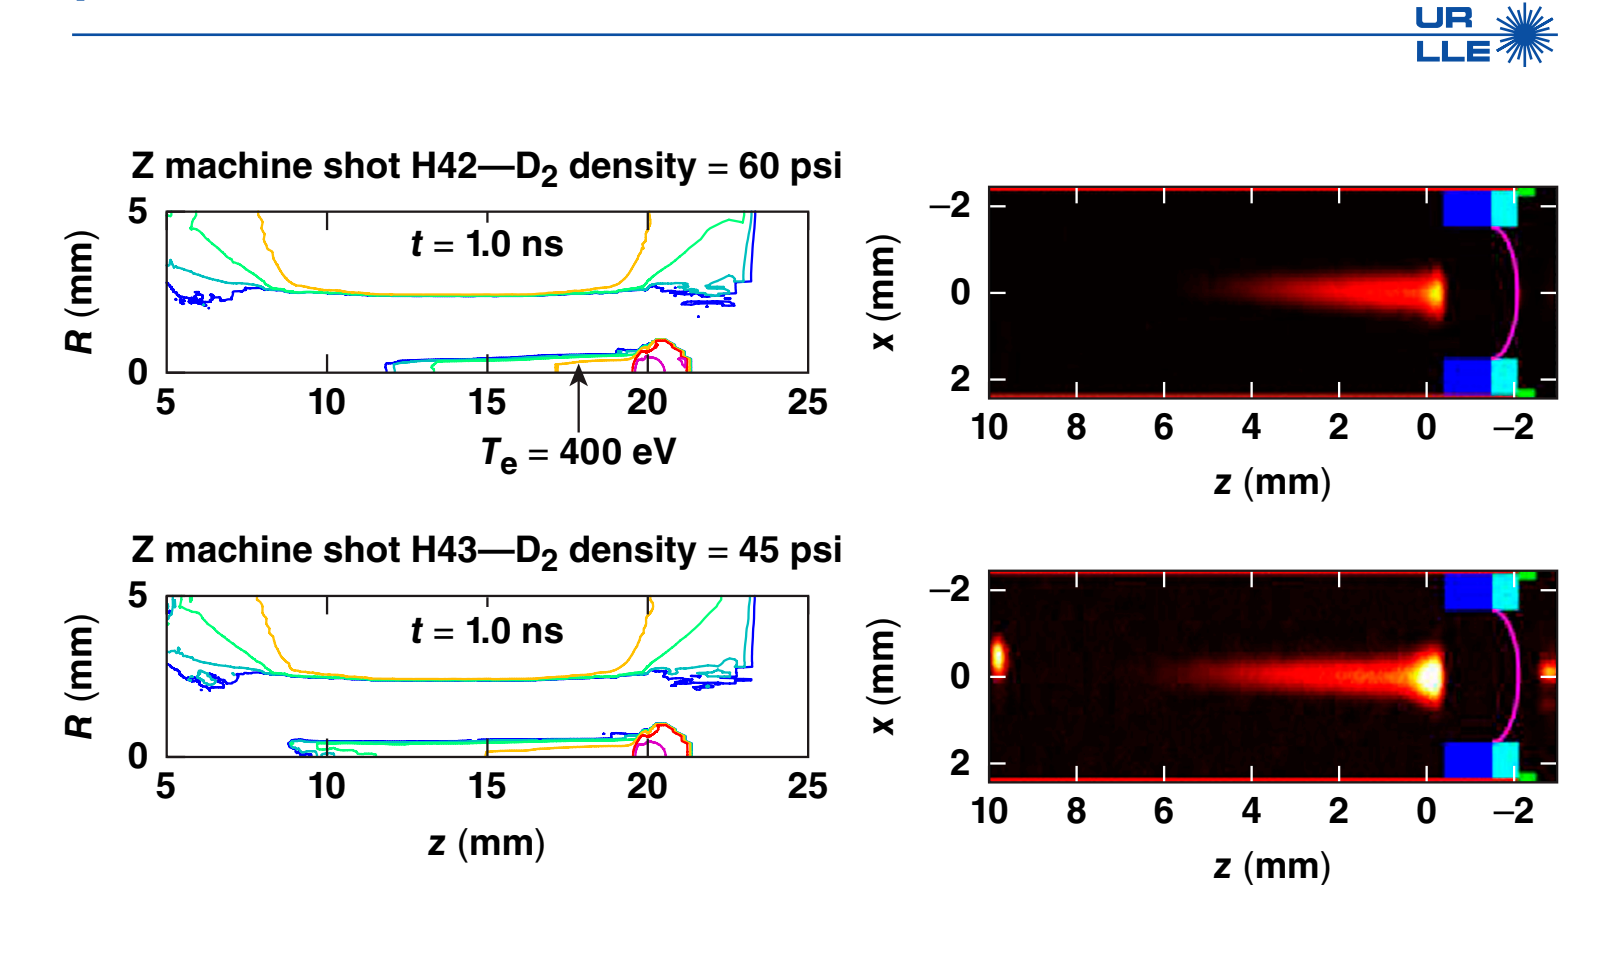 UR
LLE
Z machine shot H42—D2 density = 60 psi
5
t = 1.0 ns
R (mm)
0
5 10 15 20 25
Te = 400 eV
–2
x (mm)
0
2
10 8 6 4 2 0 –2
z (mm)
Z machine shot H43—D2 density = 45 psi
5
t = 1.0 ns
R (mm)
0
5 10 15 20 25
z (mm)
–2
x (mm)
0
2
10 8 6 4 2 0 –2
z (mm)